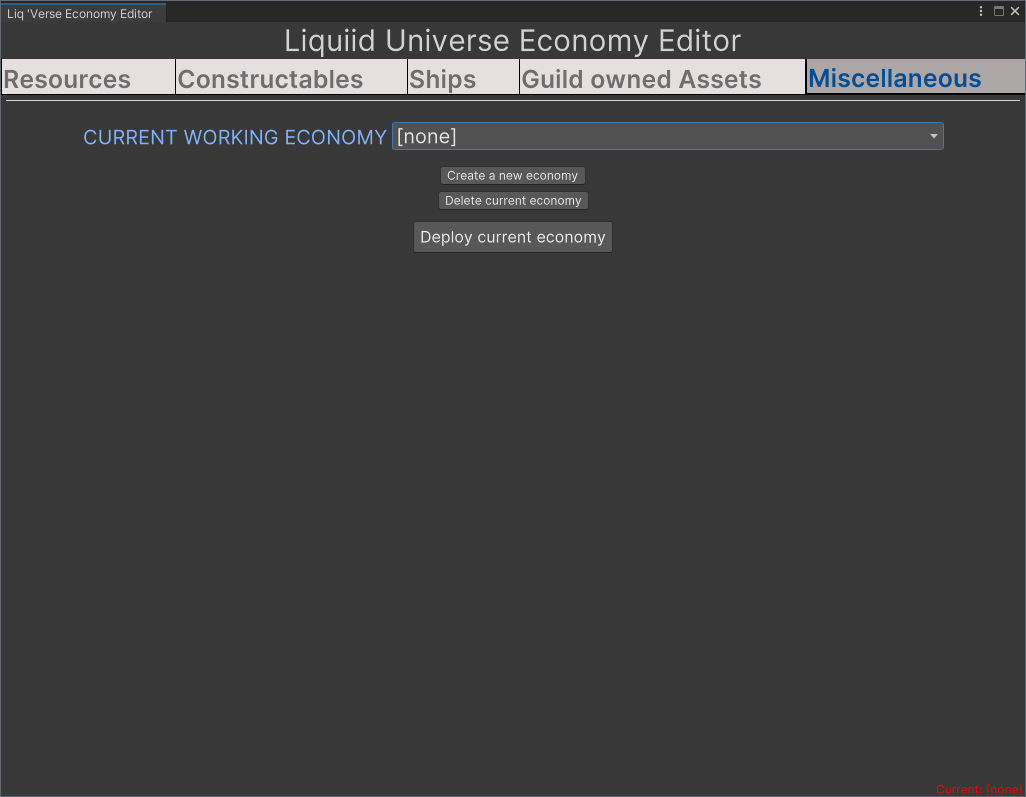 Liq 'Verse Economy Editor
Liquiid Universe Economy Editor
Resources Constructables Ships Guild owned Assets Miscellaneous
CURRENT WORKING ECONOMY [none]
Create a new economy
Delete current economy
Deploy current economy
Current: [none]